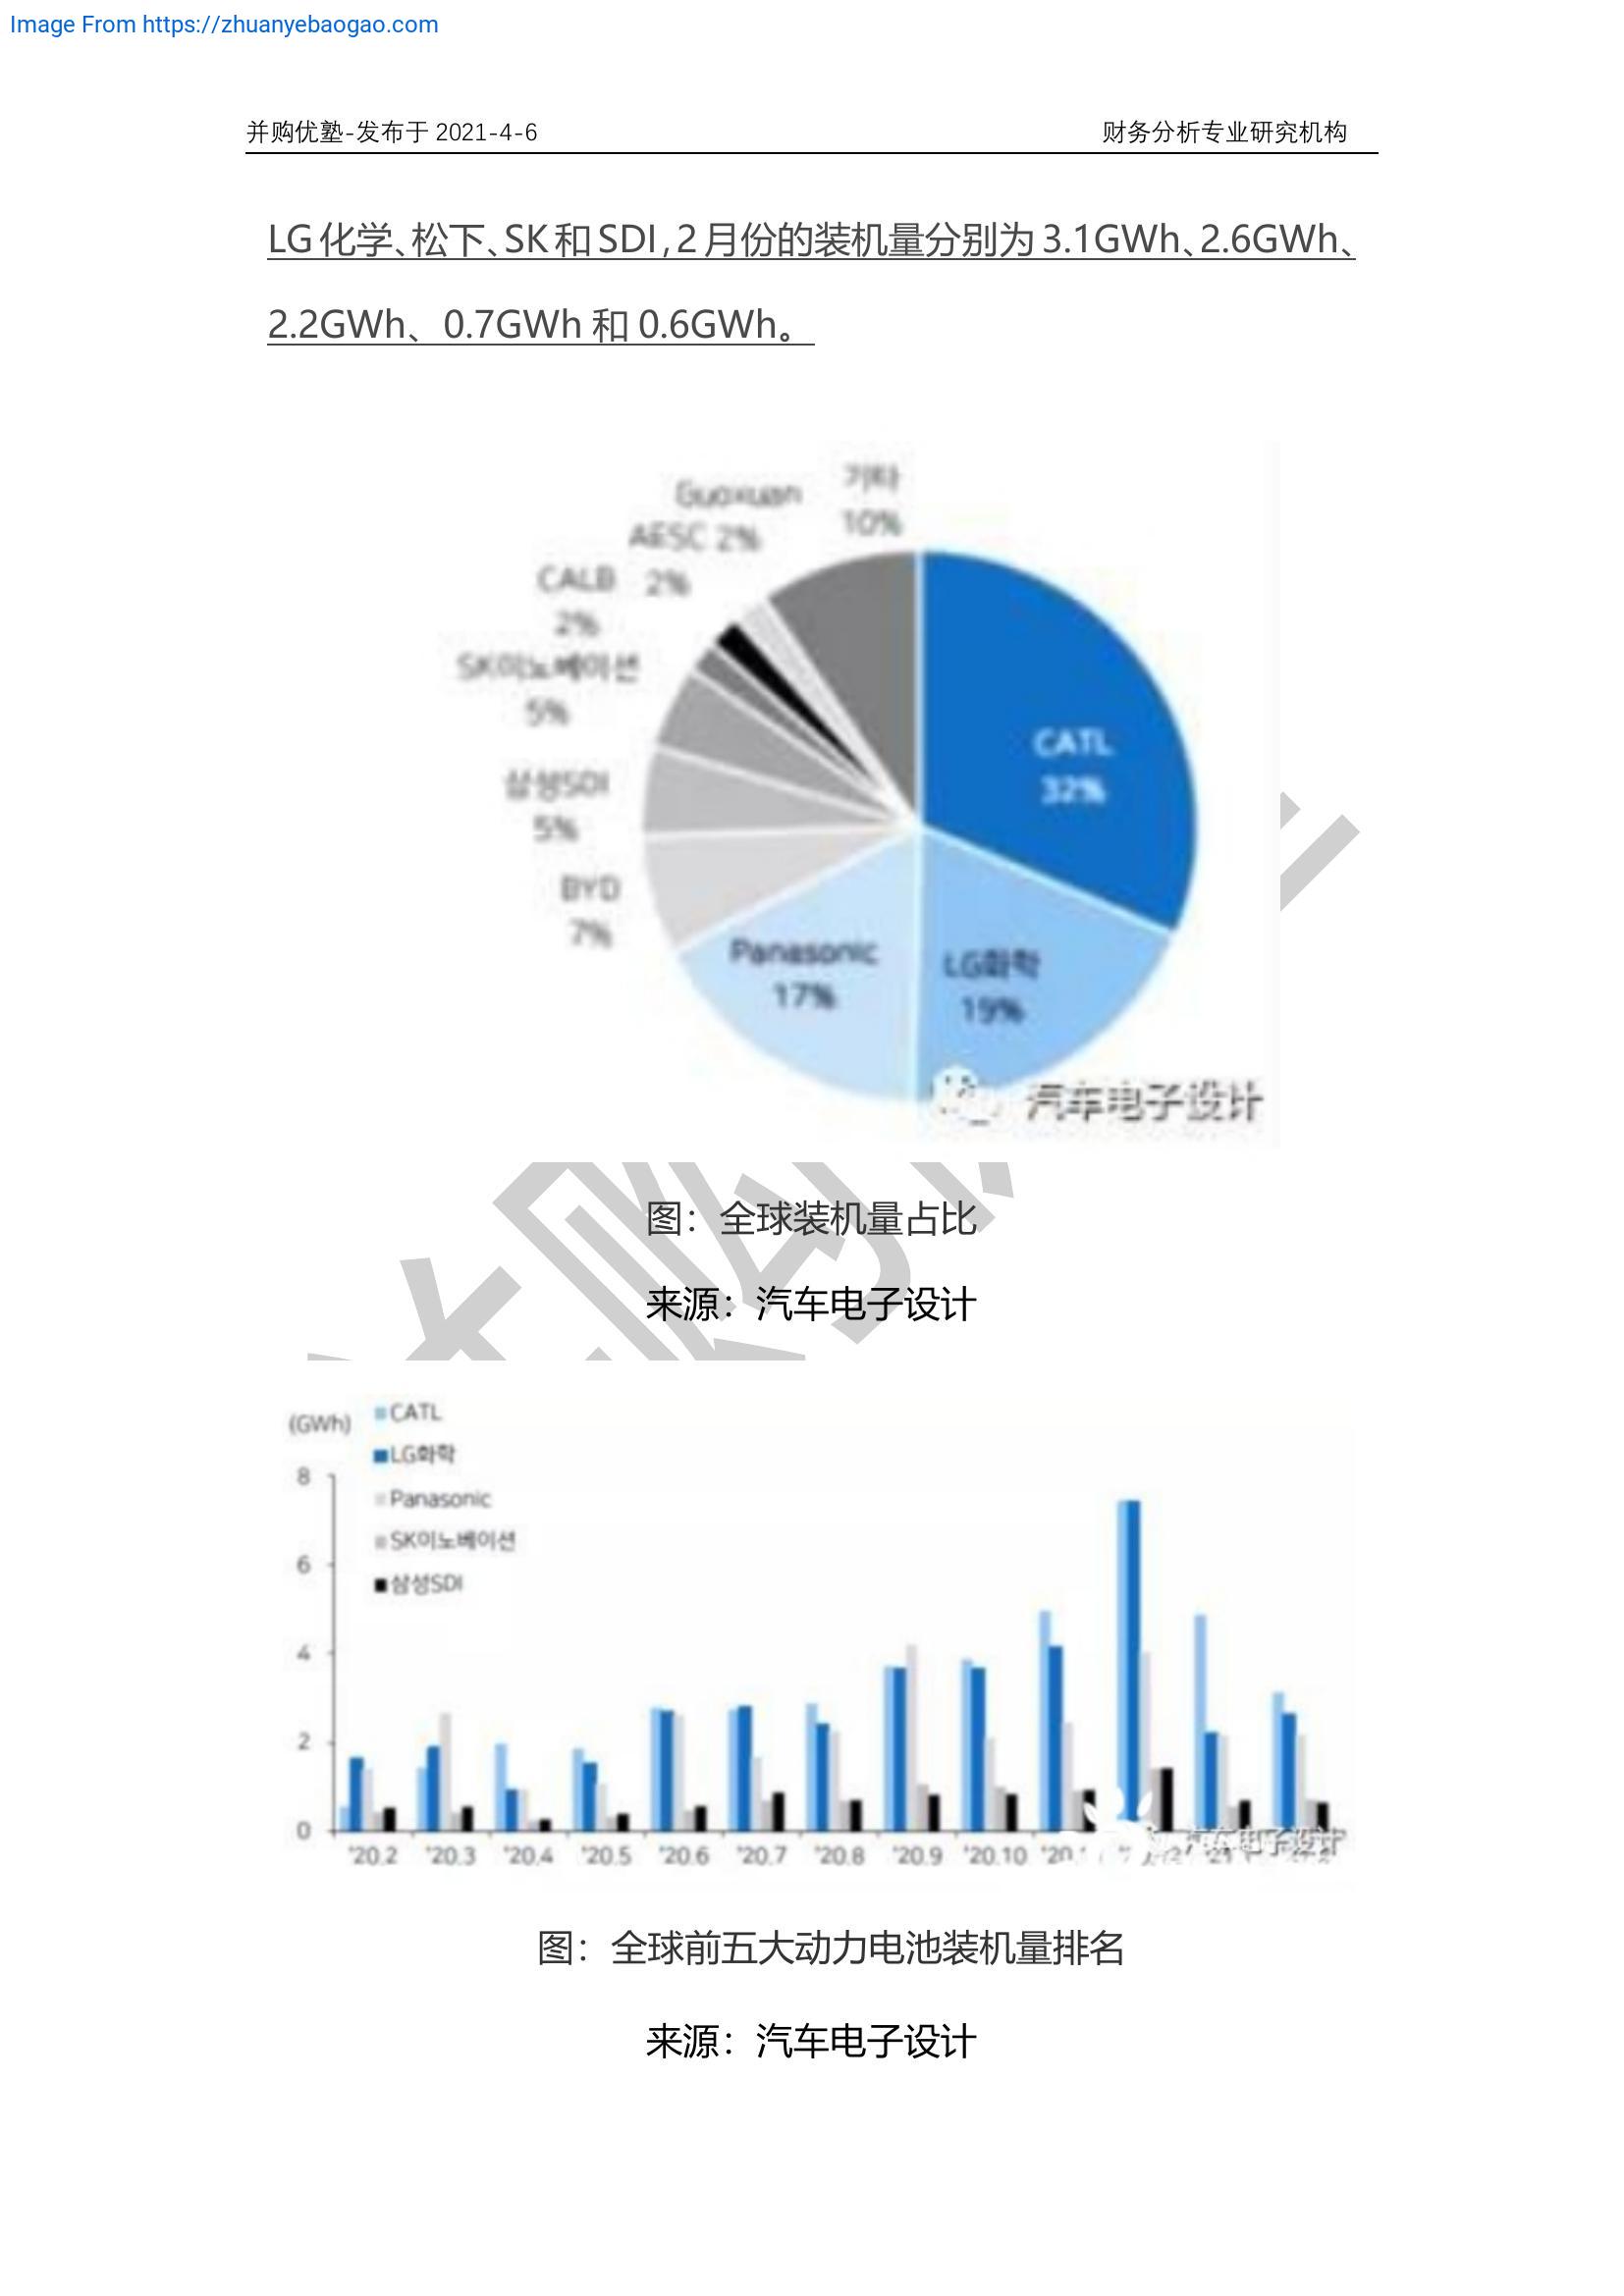 Image From https://zhuanyebaogao.com
并购优塾-发布于 2021-4-6
财务分析专业研究机构
LG 化学、松下、SK 和 SDI，2 月份的装机量分别为 3.1GWh、2.6GWh、
2.2GWh、0.7GWh 和 0.6GWh。
기타
10%
Guoxuan
2%
AESC
2%
CALB
2%
SK이노베이션
5%
삼성SDI
5%
BYD
7%
Panasonic
17%
LG화학
19%
CATL
32%
汽车电子设计
图：全球装机量占比
来源：汽车电子设计
(GWh)
CATL
LG화학
Panasonic
SK이노베이션
삼성SDI
8
6
4
2
0
'20.2
'20.3
'20.4
'20.5
'20.6
'20.7
'20.8
'20.9
'20.10
汽车电子设计
图：全球前五大动力电池装机量排名
来源：汽车电子设计